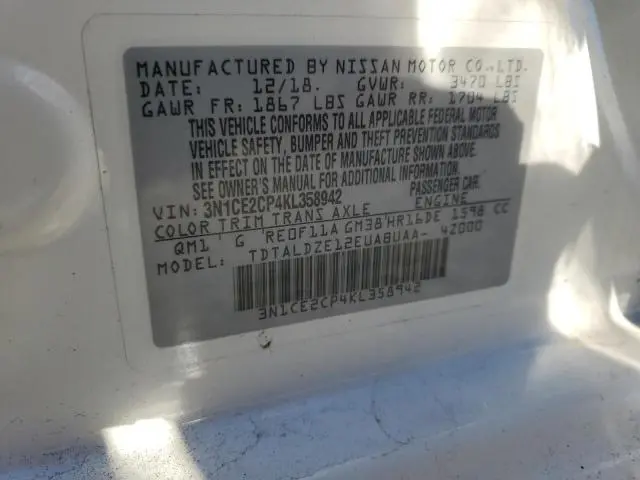 MANUFACTURED BY NISSAN MOTOR CO.,LTD.
DATE: 12/18. GVWR: 3470 LBS
GAWR FR: 1867 LBS GAWR RR: 1704 LBS
THIS VEHICLE CONFORMS TO ALL APPLICABLE FEDERAL MOTOR
VEHICLE SAFETY, BUMPER AND THEFT PREVENTION STANDARDS
IN EFFECT ON THE DATE OF MANUFACTURE SHOWN ABOVE.
SEE OWNER'S MANUAL FOR ADDITIONAL INFORMATION.
VIN: 3N1CE2CP4KL358942 PASSENGER CAR.
COLOR TRIM TRANS AXLE ENGINE
QM1 G RE0F11A GM38 HR16DE 1598 CC
MODEL: TDTALDZE12EUA8UAA- 42000
3N1CE2CP4KL358942